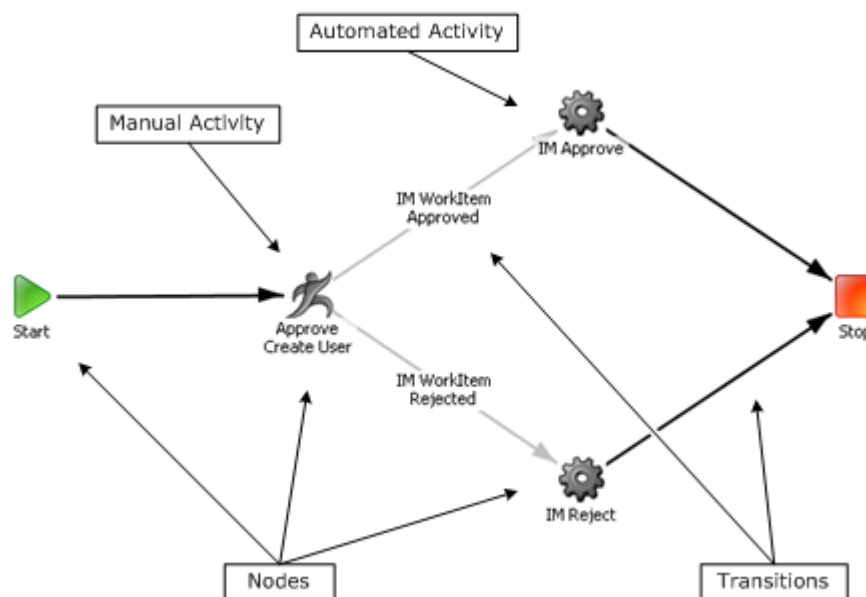 Automated Activity
Manual Activity
IM Approve
IM WorkItem
Approved
Start
Approve
Create User
Stop
IM WorkItem
Rejected
IM Reject
Nodes
Transitions